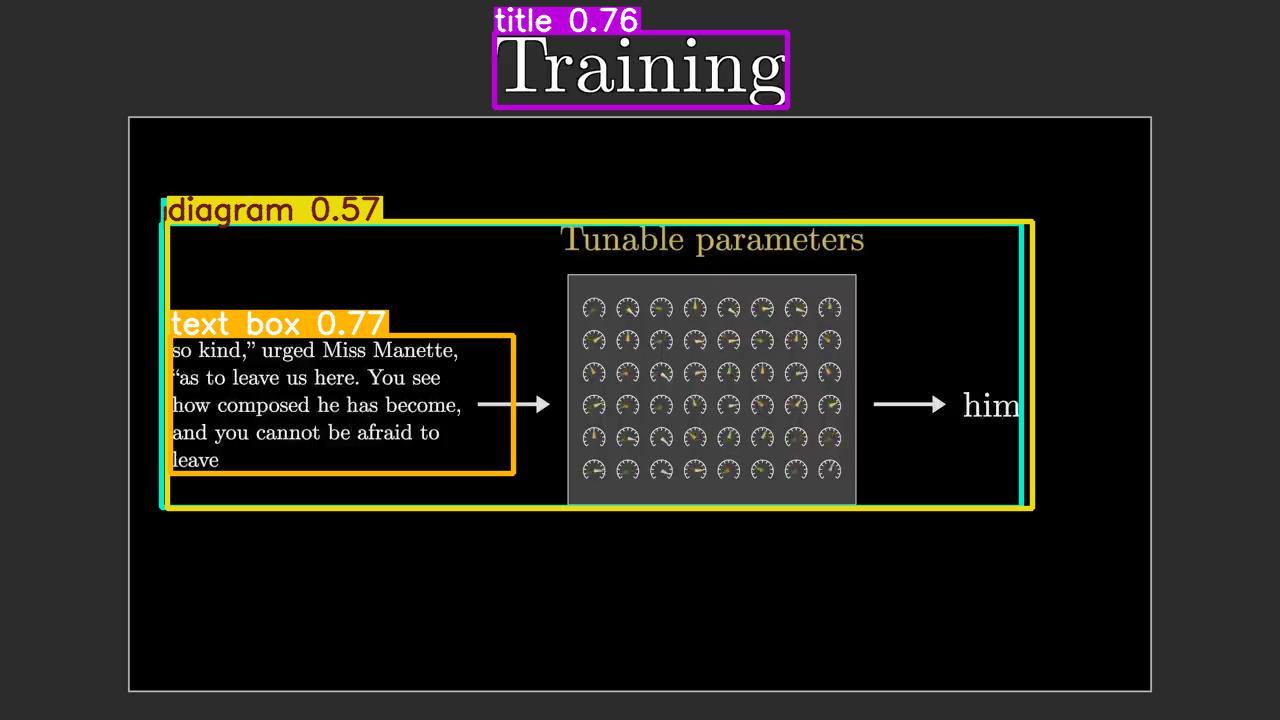 title 0.76
Training
diagram 0.57
Tunable parameters
text box 0.77
so kind,” urged Miss Manette,
“as to leave us here. You see
how composed he has become,
and you cannot be afraid to
leave
him